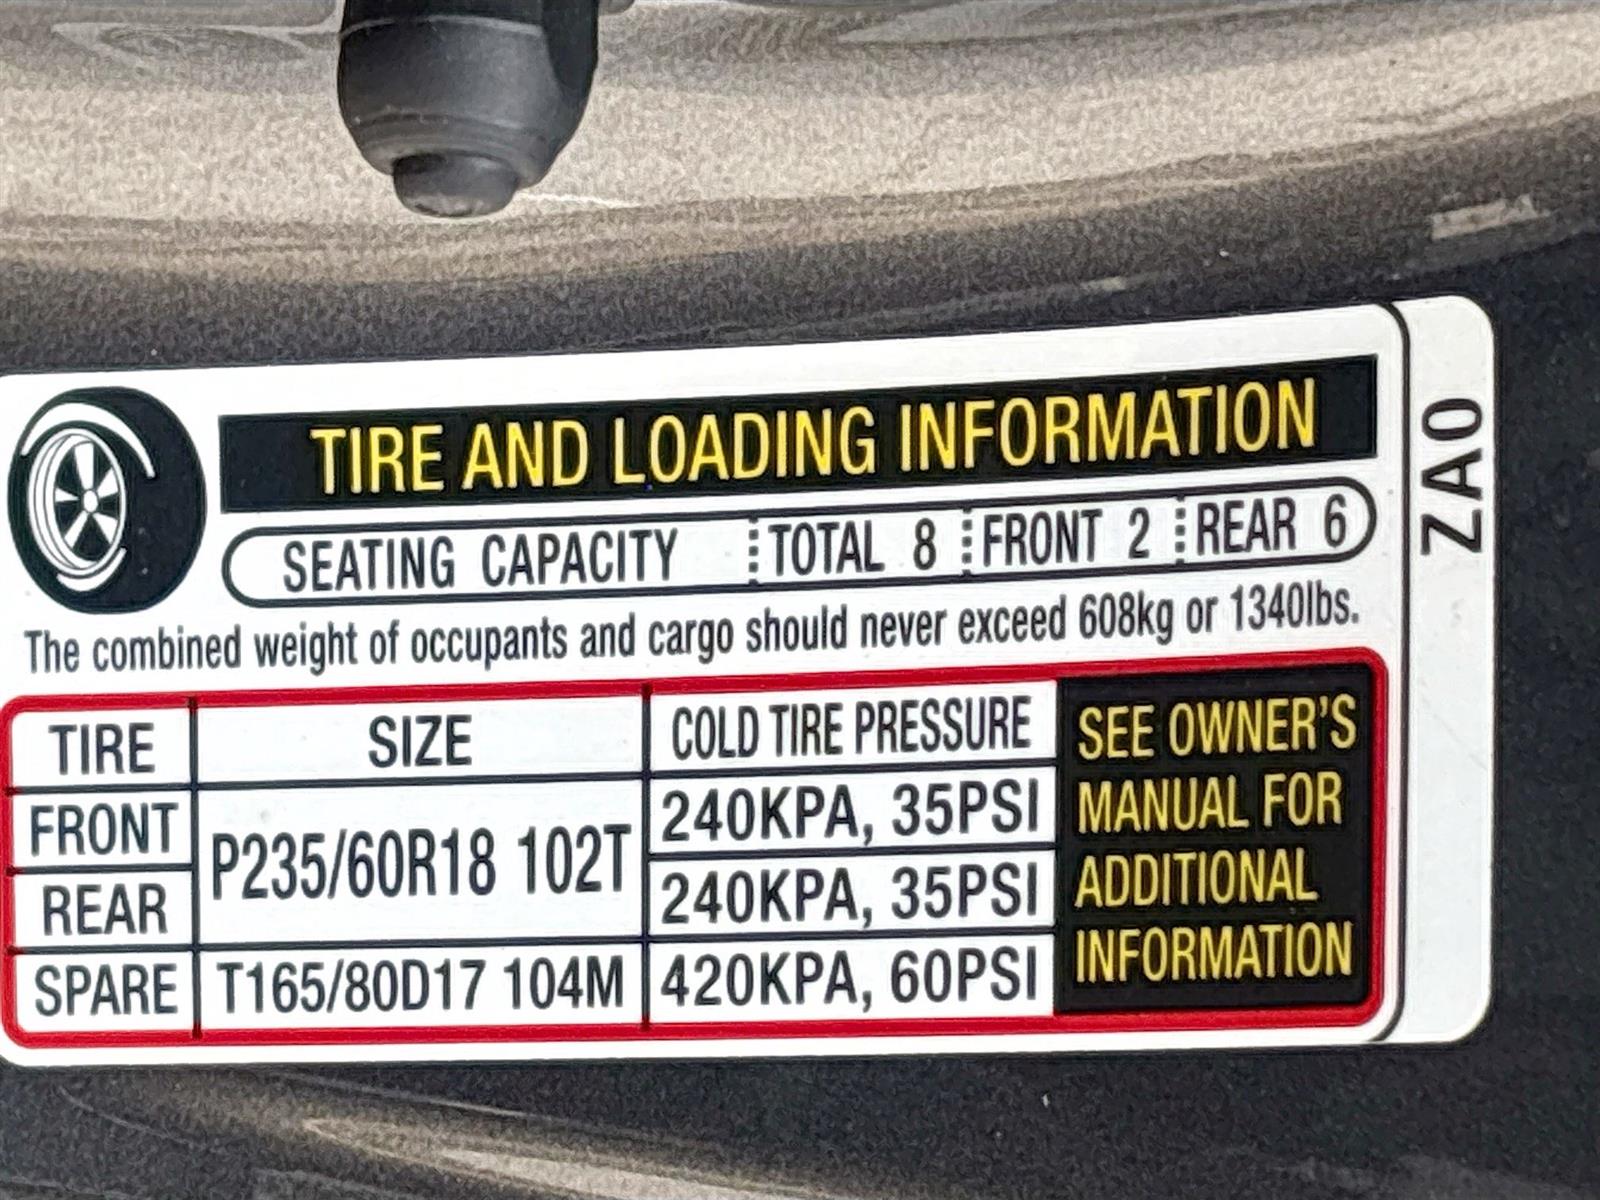 TIRE AND LOADING INFORMATION
SEATING CAPACITY TOTAL 8 FRONT 2 REAR 6
The combined weight of occupants and cargo should never exceed 608kg or 1340lbs.
TIRE SIZE COLD TIRE PRESSURE
FRONT P235/60R18 102T 240KPA, 35PSI
REAR 240KPA, 35PSI
SPARE T165/80D17 104M 420KPA, 60PSI
SEE OWNER'S
MANUAL FOR
ADDITIONAL
INFORMATION
ZA0